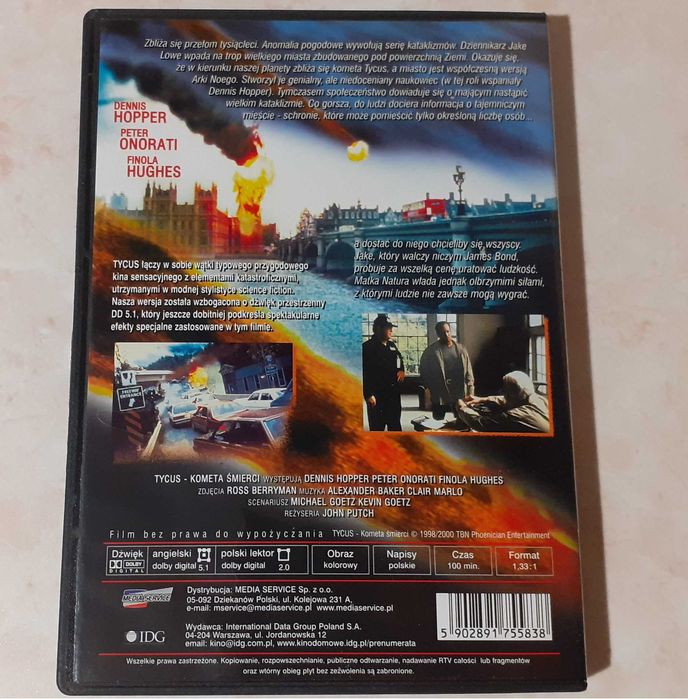 Zbliża się przełom tysiącleci. Anomalia pogodowe wywołują serię kataklizmów. Dziennikarz Jake
Lowe wpada na trop wielkiego miasta zbudowanego pod powierzchnią Ziemi. Okazuje się,
że w kierunku naszej planety zbliża się kometa Tycus, a miasto jest współczesną wersją
Arki Noego. Stworzył je genialny, ale niedoceniany naukowiec (w tej roli wspaniały
Dennis Hopper). Tymczasem społeczeństwo dowiaduje się o mającym nastąpić
wielkim kataklizmie. Co gorsza, do ludzi dociera informacja o tajemniczym
mieście - schronie, które może pomieścić tylko określoną liczbę osób...
DENNIS
HOPPER
PETER
ONORATI
FINOLA
HUGHES
a dostać do niego chcieliby się wszyscy.
Jake, który walczy niczym James Bond,
próbuje za wszelką cenę uratować ludzkość.
Matka Natura włada jednak olbrzymimi siłami,
z którymi ludzie nie zawsze mogą wygrać.
TYCUS łączy w sobie wątki typowego przygodowego
kina sensacyjnego z elementami katastroficznymi,
utrzymanymi w modnej stylistyce science fiction.
Nasza wersja została wzbogacona o dźwięk przestrzenny
DD 5.1, który jeszcze dobitniej podkreśla spektakularne
efekty specjalne zastosowane w tym filmie.
FREEWAY
ENTRANCE
TYCUS - KOMETA ŚMIERCI WYSTĘPUJĄ DENNIS HOPPER PETER ONORATI FINOLA HUGHES
ZDJĘCIA ROSS BERRYMAN MUZYKA ALEXANDER BAKER CLAIR MARLO
SCENARIUSZ MICHAEL GOETZ KEVIN GOETZ
REŻYSERIA JOHN PUTCH
Film bez prawa do wypożyczania TYCUS - Kometa śmierci © 1998/2000 TBN Phoenician Entertainment
Dźwięk angielski polski lektor Obraz Napisy Czas Format
DOLBY DIGITAL dolby digital 5.1 dolby digital 2.0 kolorowy polskie 100 min. 1,33:1
MEDIA SERVICE
Dystrybucja: MEDIA SERVICE Sp. z o.o.
05-092 Dziekanów Polski, ul. Kolejowa 231 A,
e-mail: mservice@mediaservice.pl www.mediaservice.pl
IDG
Wydawca: International Data Group Poland S.A.
04-204 Warszawa, ul. Jordanowska 12
email: kino@idg.com.pl, www.kinodomowe.idg.pl/prenumerata
5 902891 755838
Wszelkie prawa zastrzeżone. Kopiowanie, rozpowszechnianie, publiczne odtwarzanie, nadawanie RTV całości lub fragmentów
oraz wtórny obieg płyt bez zezwolenia są zabronione.